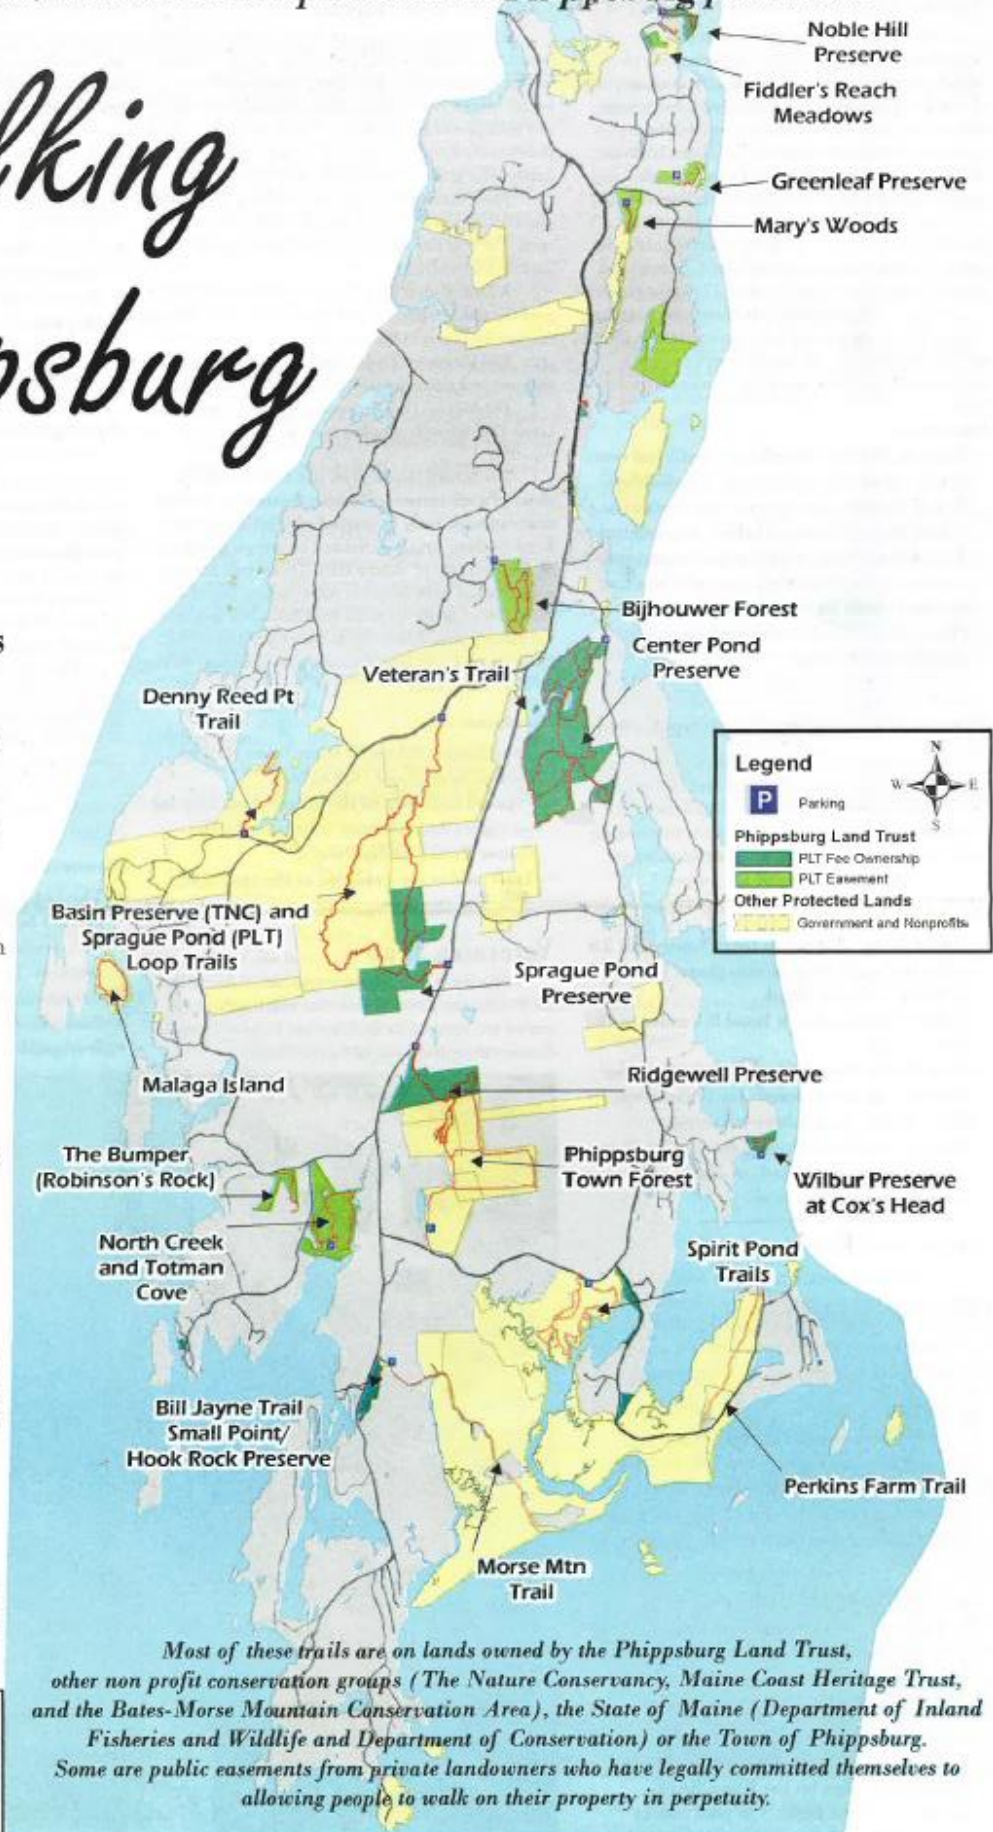 lking
psburg
Noble Hill
Preserve
Fiddler's Reach
Meadows
Greenleaf Preserve
Mary's Woods
Bijhouwer Forest
Center Pond
Preserve
Veteran's Trail
Denny Reed Pt
Trail
Legend
N
W
E
S
P
Parking
Phippsburg Land Trust
PLT Fee Ownership
PLT Easement
Other Protected Lands
Government and Nonprofits
Basin Preserve (TNC) and
Sprague Pond (PLT)
Loop Trails
Sprague Pond
Preserve
Malaga Island
Ridgewell Preserve
The Bumper
(Robinson's Rock)
Phippsburg
Town Forest
Wilbur Preserve
at Cox's Head
North Creek
and Totman
Cove
Spirit Pond
Trails
Bill Jayne Trail
Small Point/
Hook Rock Preserve
Perkins Farm Trail
Morse Mtn
Trail
Most of these trails are on lands owned by the Phippsburg Land Trust,
other non profit conservation groups (The Nature Conservancy, Maine Coast Heritage Trust,
and the Bates-Morse Mountain Conservation Area), the State of Maine (Department of Inland
Fisheries and Wildlife and Department of Conservation) or the Town of Phippsburg.
Some are public easements from private landowners who have legally committed themselves to
allowing people to walk on their property in perpetuity.